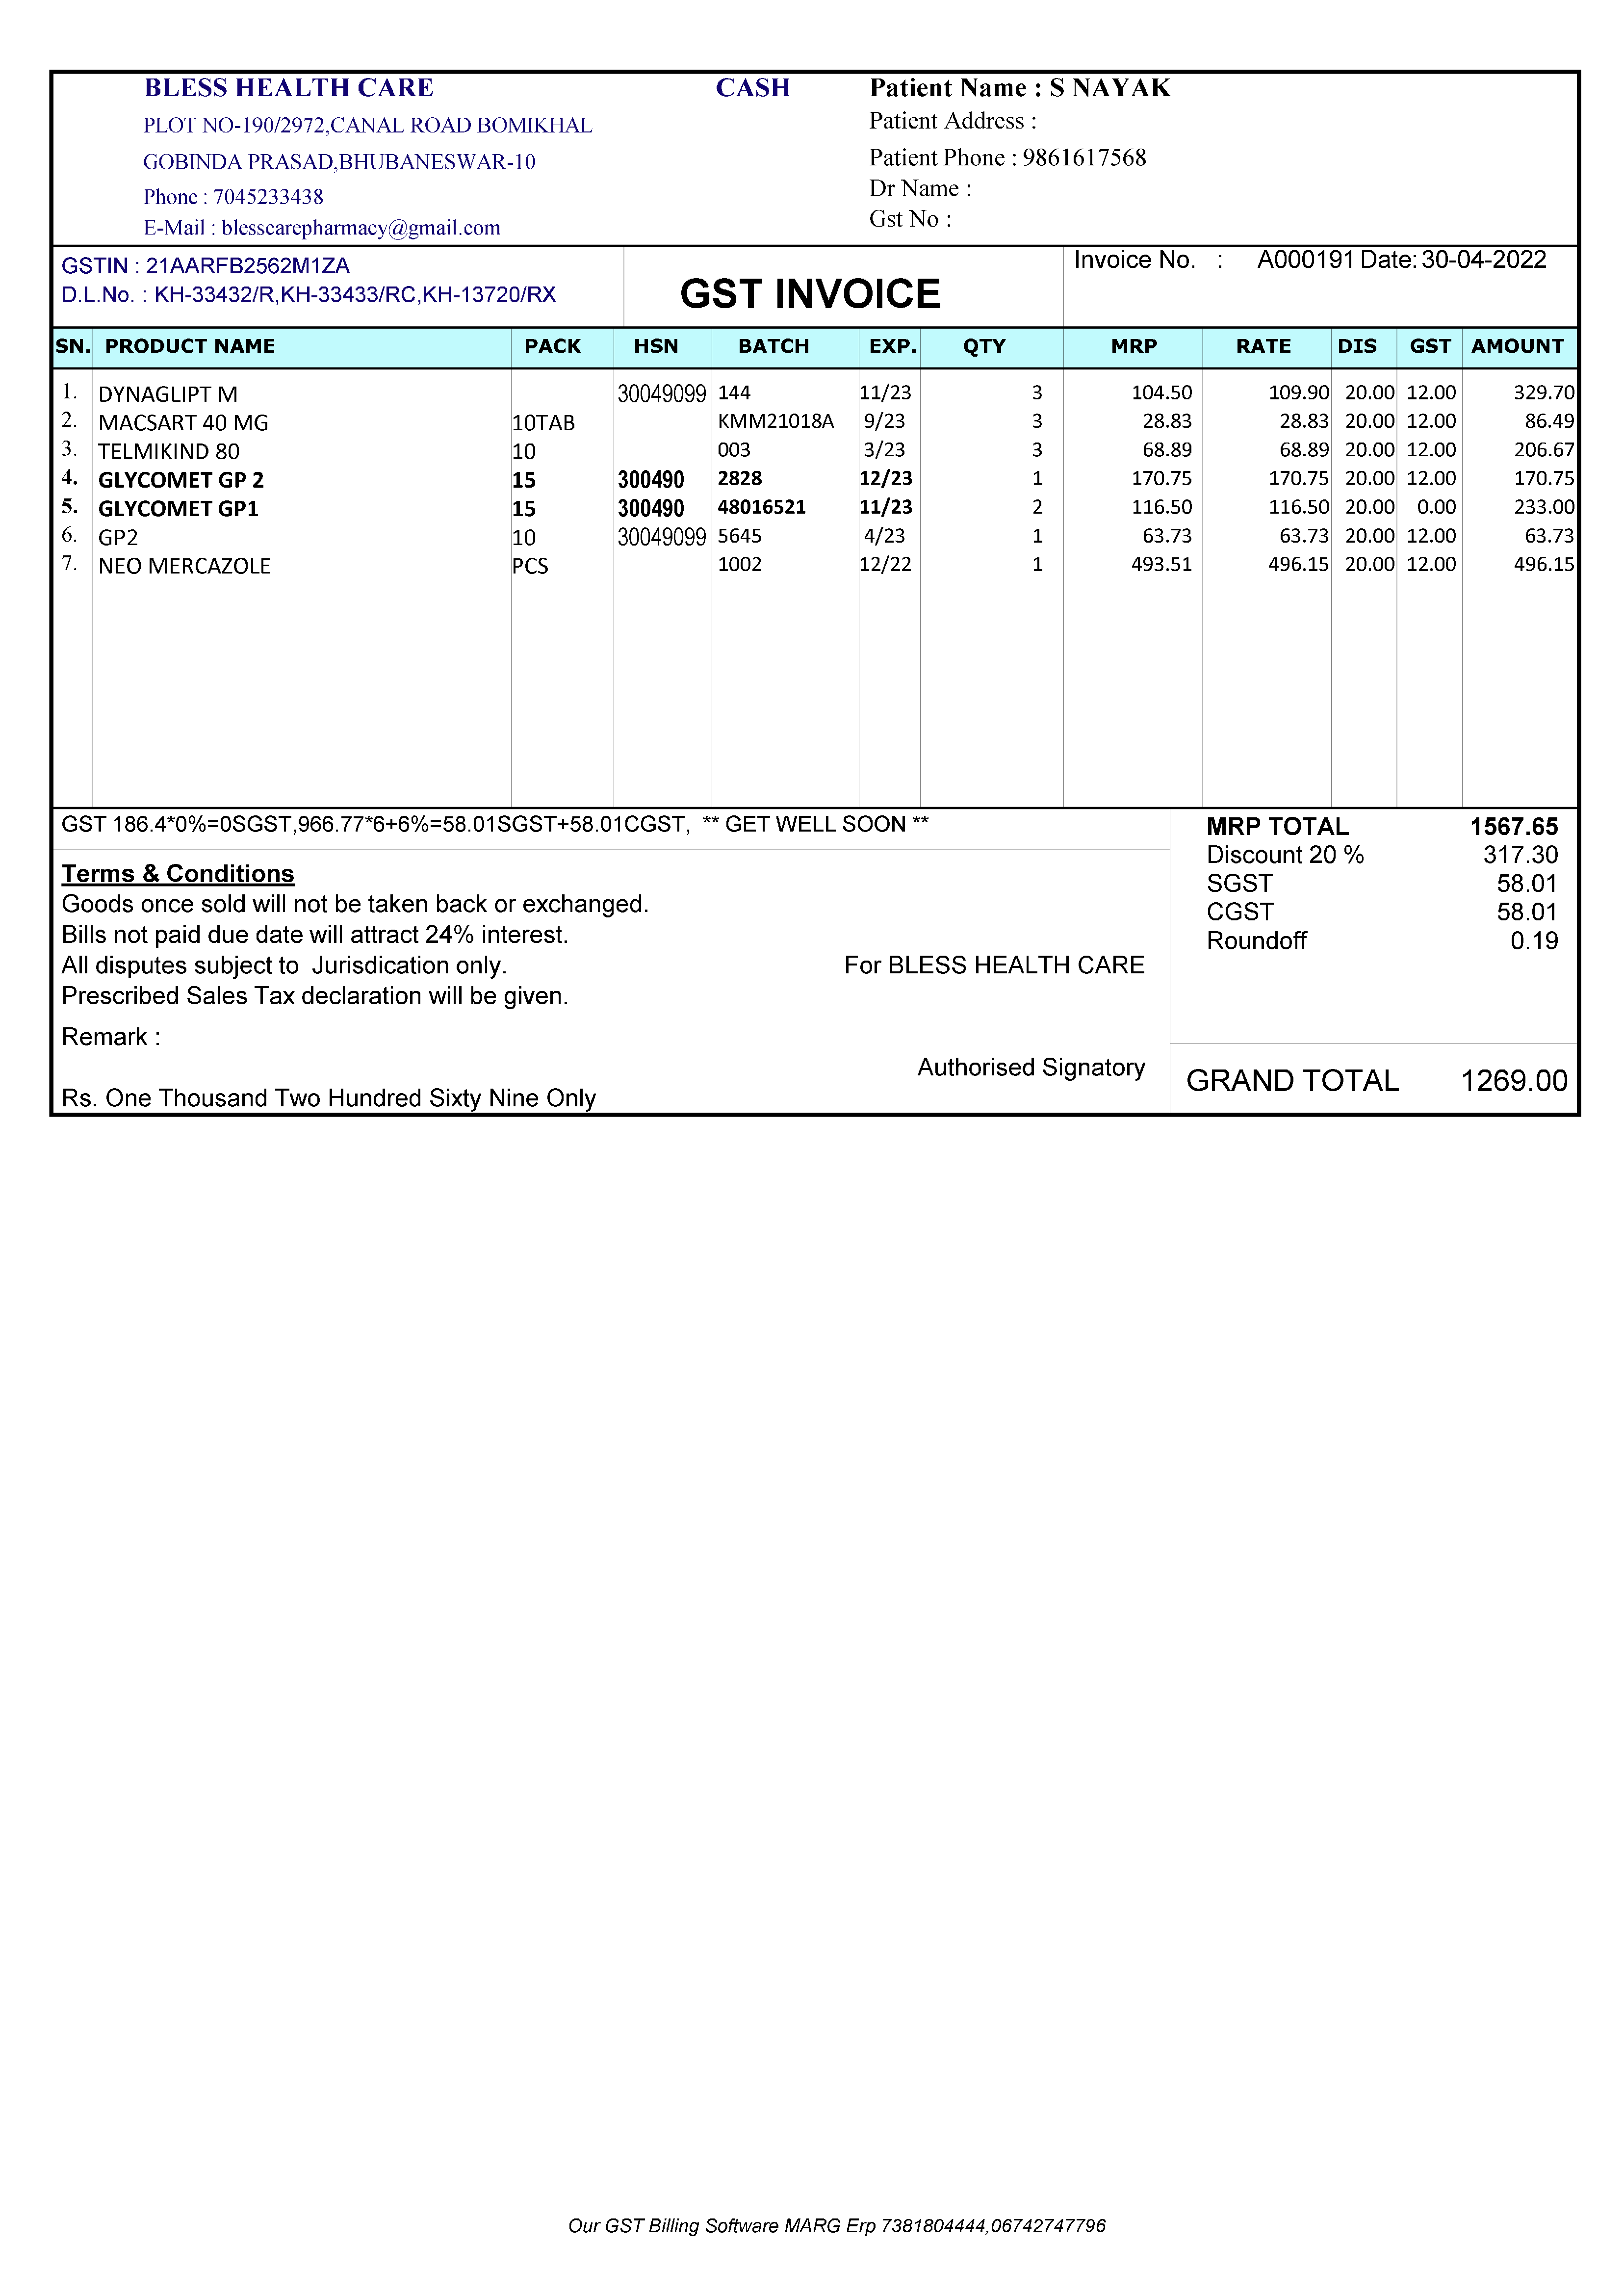 BLESS HEALTH CARE CASH Patient Name : S NAYAK
PLOT NO-190/2972,CANAL ROAD BOMIKHAL Patient Address :
GOBINDA PRASAD,BHUBANESWAR-10 Patient Phone : 9861617568
Phone : 7045233438 Dr Name :
E-Mail : blesscarepharmacy@gmail.com Gst No :
GSTIN : 21AARFB2562M1ZA Invoice No. : A000191 Date: 30-04-2022
D.L.No. : KH-33432/R,KH-33433/RC,KH-13720/RX GST INVOICE
SN. PRODUCT NAME PACK HSN BATCH EXP. QTY MRP RATE DIS GST AMOUNT
1. DYNAGLIPT M 30049099 144 11/23 3 104.50 109.90 20.00 12.00 329.70
2. MACSART 40 MG 10TAB KMM21018A 9/23 3 28.83 28.83 20.00 12.00 86.49
3. TELMIKIND 80 10 003 3/23 3 68.89 68.89 20.00 12.00 206.67
4. GLYCOMET GP 2 15 300490 2828 12/23 1 170.75 170.75 20.00 12.00 170.75
5. GLYCOMET GP1 15 300490 48016521 11/23 2 116.50 116.50 20.00 0.00 233.00
6. GP2 10 30049099 5645 4/23 1 63.73 63.73 20.00 12.00 63.73
7. NEO MERCAZOLE PCS 1002 12/22 1 493.51 496.15 20.00 12.00 496.15
GST 186.4*0%=0SGST,966.77*6+6%=58.01SGST+58.01CGST, ** GET WELL SOON **
MRP TOTAL 1567.65
Discount 20 % 317.30
SGST 58.01
CGST 58.01
Roundoff 0.19
Terms & Conditions
Goods once sold will not be taken back or exchanged.
Bills not paid due date will attract 24% interest.
All disputes subject to Jurisdication only.
Prescribed Sales Tax declaration will be given.
For BLESS HEALTH CARE
Remark :
Authorised Signatory
GRAND TOTAL 1269.00
Rs. One Thousand Two Hundred Sixty Nine Only
Our GST Billing Software MARG Erp 7381804444,06742747796